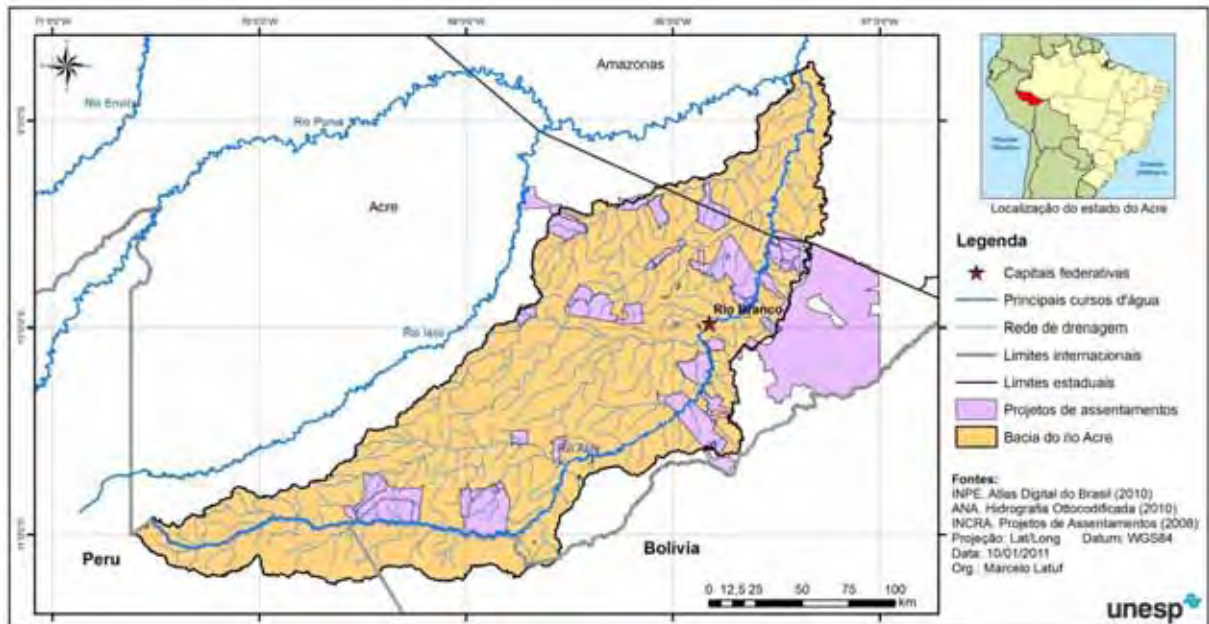 Amazonas
Rio Envira
Rio Purus
Acre
Rio Iaco
Rio Branco
Rio Acre
Peru
Bolívia
0 12,5 25 50 75 100
km
Localização do estado do Acre
Legenda
Capitais federativas
Principais cursos d'água
Rede de drenagem
Limites internacionais
Limites estaduais
Projetos de assentamentos
Bacia do rio Acre
Fontes:
INPE. Atlas Digital do Brasil (2010)
ANA. Hidrografia Ottocodificada (2010)
INCRA. Projetos de Assentamentos (2008)
Projeção: Lat/Long Datum: WGS84
Data: 10/01/2011
Org.: Marcelo Latuf
unesp